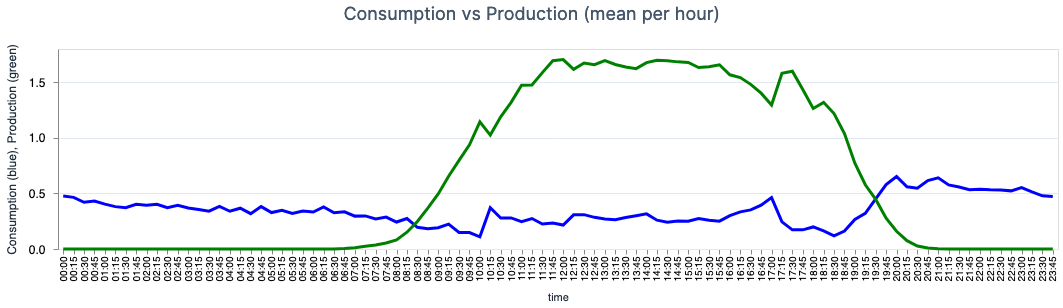 Consumption vs Production (mean per hour)
Consumption (blue), Production (green)
1.5
1.0
0.5
0.0
00:00 00:15 00:30 00:45 01:00 01:15 01:30 01:45 02:00 02:15 02:30 02:45 03:00 03:15 03:30 03:45 04:00 04:15 04:30 04:45 05:00 05:15 05:30 05:45 06:00 06:15 06:30 06:45 07:00 07:15 07:30 07:45 08:00 08:15 08:30 08:45 09:00 09:15 09:30 09:45 10:00 10:15 10:30 10:45 11:00 11:15 11:30 11:45 12:00 12:15 12:30 12:45 13:00 13:15 13:30 13:45 14:00 14:15 14:30 14:45 15:00 15:15 15:30 15:45 16:00 16:15 16:30 16:45 17:00 17:15 17:30 17:45 18:00 18:15 18:30 18:45 19:00 19:15 19:30 19:45 20:00 20:15 20:30 20:45 21:00 21:15 21:30 21:45 22:00 22:15 22:30 22:45 23:00 23:15 23:30 23:45
time